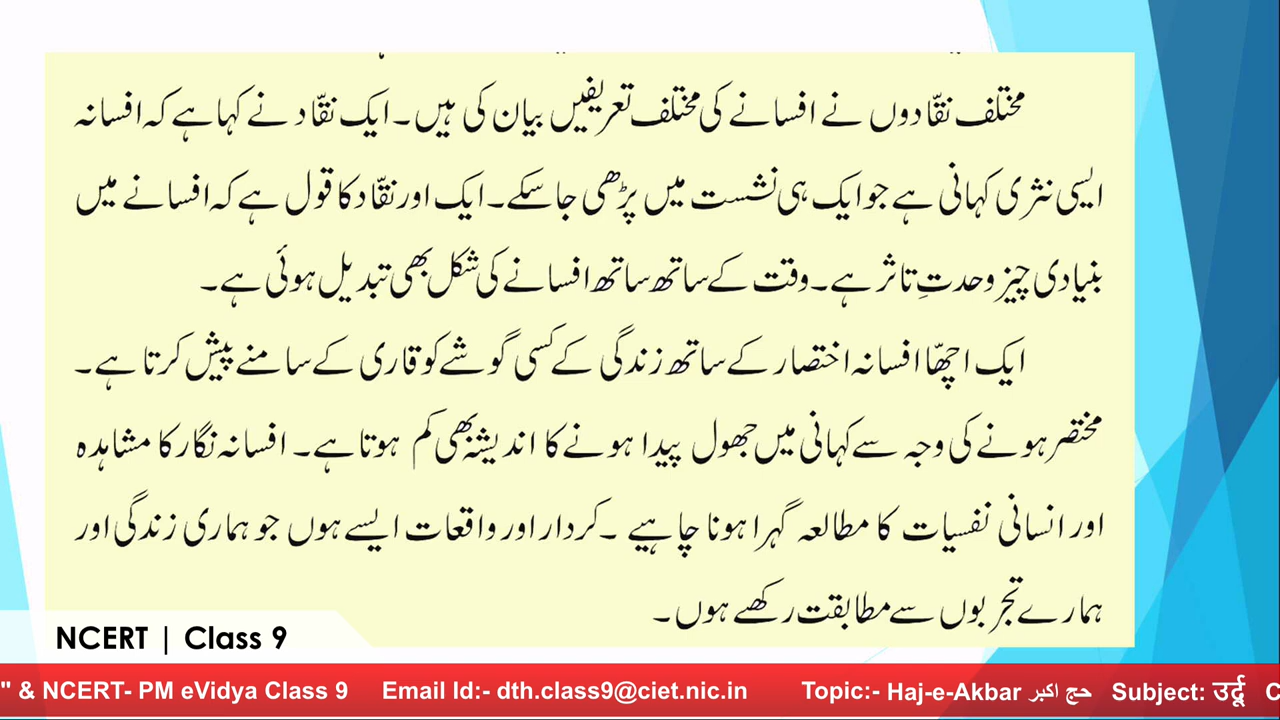 مختلف نقّادوں نے افسانے کی مختلف تعریفیں بیان کی ہیں۔ ایک نقّاد نے کہا ہے کہ افسانہ
ایسی نثری کہانی ہے جو ایک ہی نشست میں پڑھی جا سکے۔ ایک اور نقّاد کا قول ہے کہ افسانے میں
بنیادی چیز وحدتِ تاثر ہے۔ وقت کے ساتھ ساتھ افسانے کی شکل بھی تبدیل ہوئی ہے۔
ایک اچھّا افسانہ اختصار کے ساتھ زندگی کے کسی گوشے کو قاری کے سامنے پیش کرتا ہے۔
مختصر ہونے کی وجہ سے کہانی میں جھول پیدا ہونے کا اندیشہ بھی کم ہوتا ہے۔ افسانہ نگار کا مشاہدہ
اور انسانی نفسیات کا مطالعہ گہرا ہونا چاہیے ۔ کردار اور واقعات ایسے ہوں جو ہماری زندگی اور
ہمارے تجربوں سے مطابقت رکھے ہوں۔
NCERT | Class 9
" & NCERT- PM eVidya Class 9 Email Id:- dth.class9@ciet.nic.in Topic:- Haj-e-Akbar حج اکبر Subject: उर्दू C